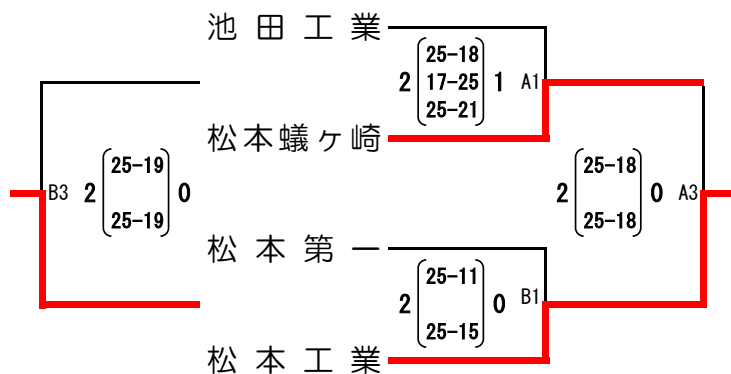 池田工業
25-18
2 17-25 1 A1
25-21
松本蟻ヶ崎
25-19
B3 2 0
25-19
25-18
2 0 A3
25-18
松本第一
25-11
2 0 B1
25-15
松本工業